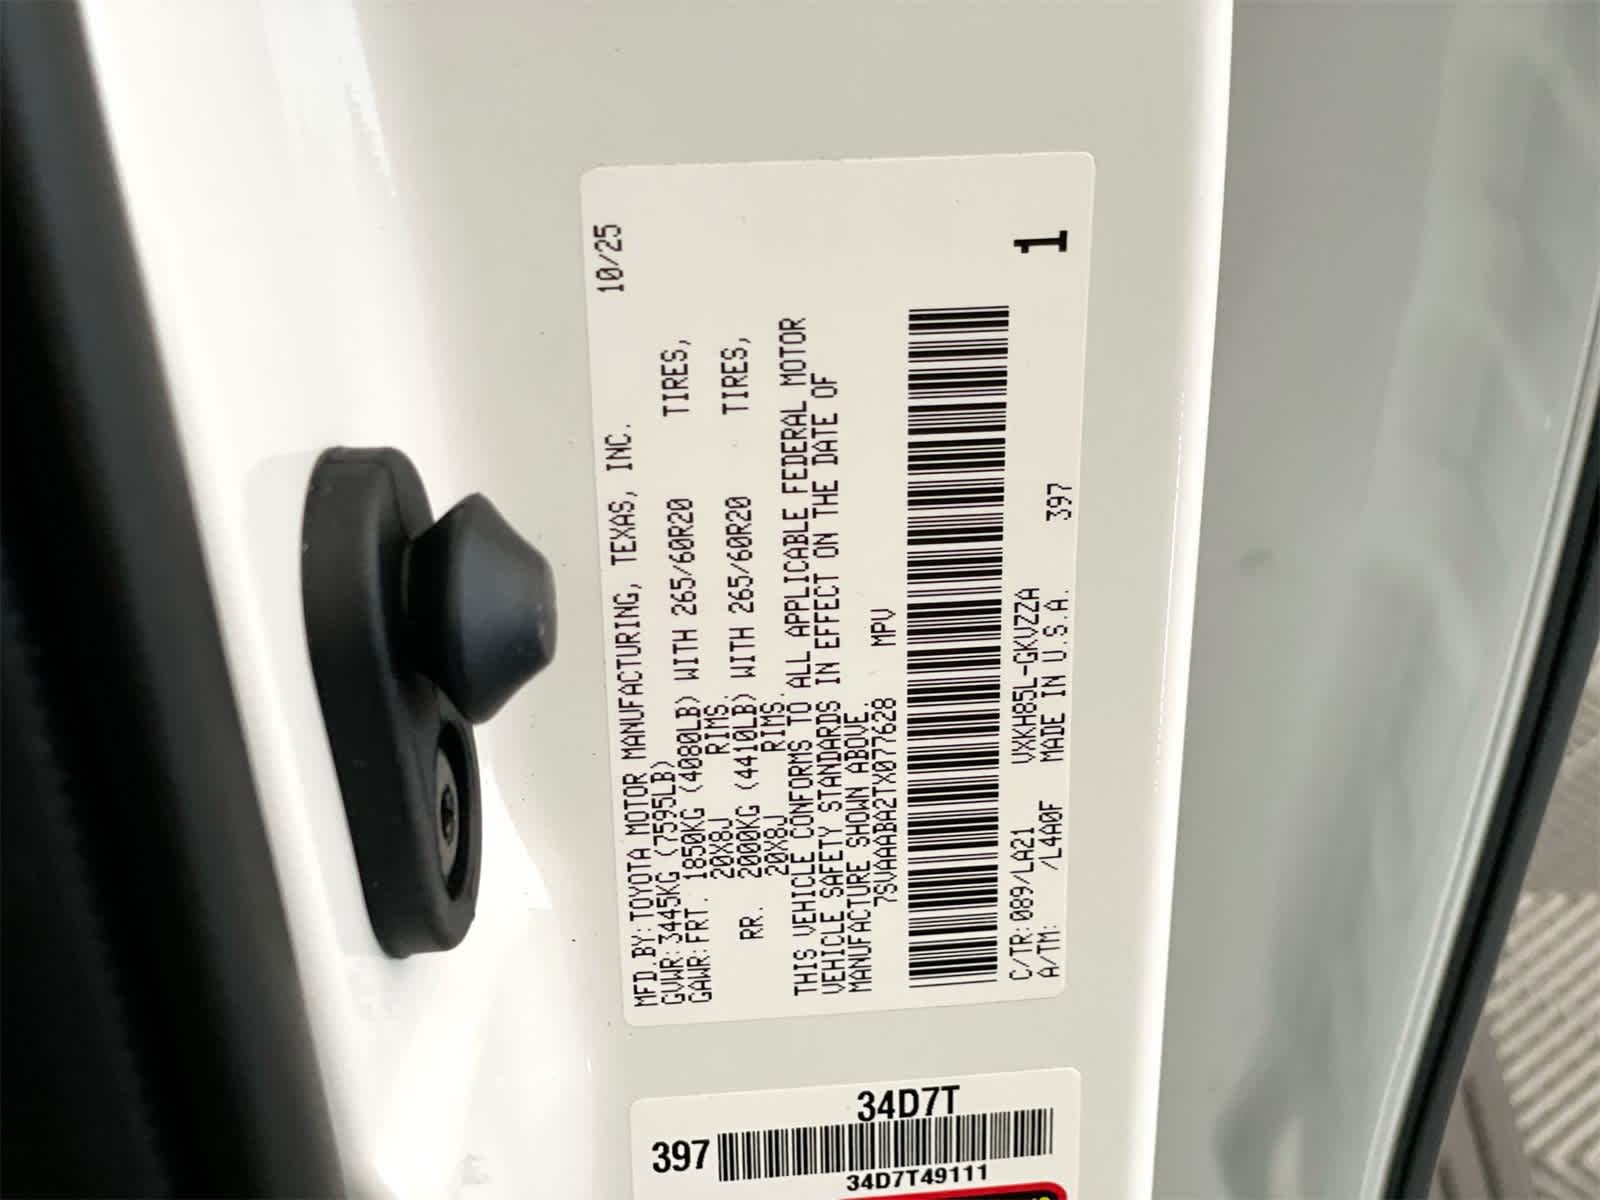 10/25
MFD.BY:TOYOTA MOTOR MANUFACTURING, TEXAS, INC.
GVWR:3445KG (7595LB)
GAWR:FRT. 1850KG (4080LB) WITH 265/60R20 TIRES,
20X8J RIMS.
RR. 2000KG (4410LB) WITH 265/60R20 TIRES,
20X8J RIMS.
THIS VEHICLE CONFORMS TO ALL APPLICABLE FEDERAL MOTOR
VEHICLE SAFETY STANDARDS IN EFFECT ON THE DATE OF
MANUFACTURE SHOWN ABOVE.
7SVAAABA2TX077628 MPV
C/TR:089/LA21 VXKH85L-GKVZZA
A/TM: /L4A0F MADE IN U.S.A. 397
1
34D7T
397
34D7T49111